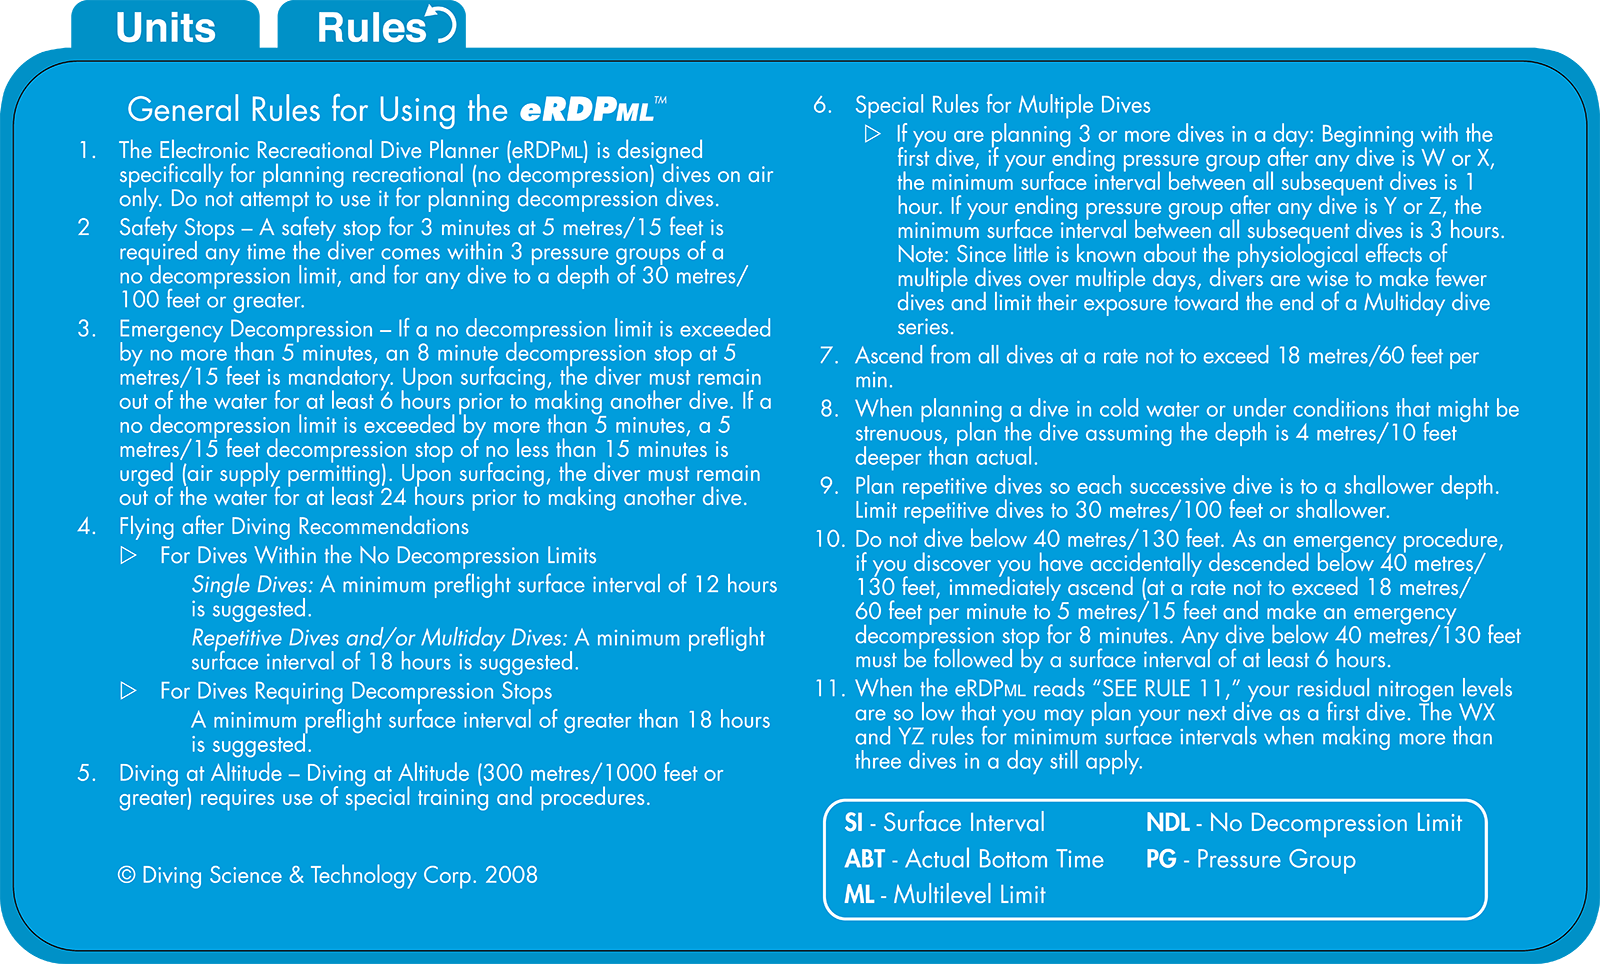 Units
Rules
General Rules for Using the eRDPML™
1. The Electronic Recreational Dive Planner (eRDPML) is designed
specifically for planning recreational (no decompression) dives on air
only. Do not attempt to use it for planning decompression dives.
2 Safety Stops – A safety stop for 3 minutes at 5 metres/15 feet is
required any time the diver comes within 3 pressure groups of a
no decompression limit, and for any dive to a depth of 30 metres/
100 feet or greater.
3. Emergency Decompression – If a no decompression limit is exceeded
by no more than 5 minutes, an 8 minute decompression stop at 5
metres/15 feet is mandatory. Upon surfacing, the diver must remain
out of the water for at least 6 hours prior to making another dive. If a
no decompression limit is exceeded by more than 5 minutes, a 5
metres/15 feet decompression stop of no less than 15 minutes is
urged (air supply permitting). Upon surfacing, the diver must remain
out of the water for at least 24 hours prior to making another dive.
4. Flying after Diving Recommendations
▷ For Dives Within the No Decompression Limits
Single Dives: A minimum preflight surface interval of 12 hours
is suggested.
Repetitive Dives and/or Multiday Dives: A minimum preflight
surface interval of 18 hours is suggested.
▷ For Dives Requiring Decompression Stops
A minimum preflight surface interval of greater than 18 hours
is suggested.
5. Diving at Altitude – Diving at Altitude (300 metres/1000 feet or
greater) requires use of special training and procedures.
© Diving Science & Technology Corp. 2008
6. Special Rules for Multiple Dives
▷ If you are planning 3 or more dives in a day: Beginning with the
first dive, if your ending pressure group after any dive is W or X,
the minimum surface interval between all subsequent dives is 1
hour. If your ending pressure group after any dive is Y or Z, the
minimum surface interval between all subsequent dives is 3 hours.
Note: Since little is known about the physiological effects of
multiple dives over multiple days, divers are wise to make fewer
dives and limit their exposure toward the end of a Multiday dive
series.
7. Ascend from all dives at a rate not to exceed 18 metres/60 feet per
min.
8. When planning a dive in cold water or under conditions that might be
strenuous, plan the dive assuming the depth is 4 metres/10 feet
deeper than actual.
9. Plan repetitive dives so each successive dive is to a shallower depth.
Limit repetitive dives to 30 metres/100 feet or shallower.
10. Do not dive below 40 metres/130 feet. As an emergency procedure,
if you discover you have accidentally descended below 40 metres/
130 feet, immediately ascend (at a rate not to exceed 18 metres/
60 feet per minute to 5 metres/15 feet and make an emergency
decompression stop for 8 minutes. Any dive below 40 metres/130 feet
must be followed by a surface interval of at least 6 hours.
11. When the eRDPML reads “SEE RULE 11,” your residual nitrogen levels
are so low that you may plan your next dive as a first dive. The WX
and YZ rules for minimum surface intervals when making more than
three dives in a day still apply.
SI - Surface Interval
ABT - Actual Bottom Time
ML - Multilevel Limit
NDL - No Decompression Limit
PG - Pressure Group